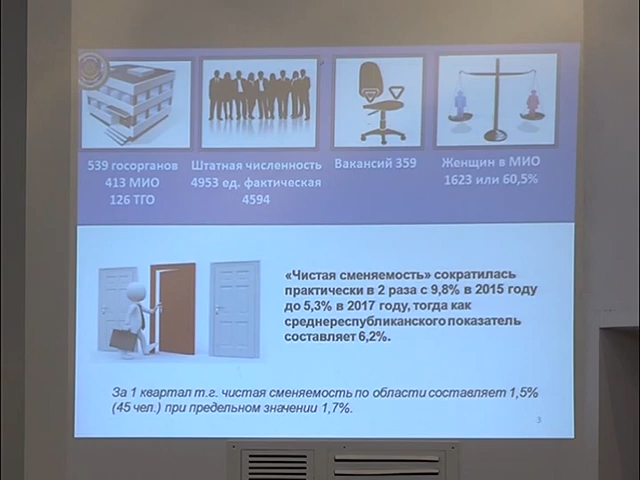 539 госорганов
413 МИО
126 ТГО
Штатная численность
4953 ед. фактическая
4594
Вакансий 359
Женщин в МИО
1623 или 60,5%
«Чистая сменяемость» сократилась
практически в 2 раза с 9,8% в 2015 году
до 5,3% в 2017 году, тогда как
среднереспубликанского показатель
составляет 6,2%.
За 1 квартал т.г. чистая сменяемость по области составляет 1,5%
(45 чел.) при предельном значении 1,7%.
3